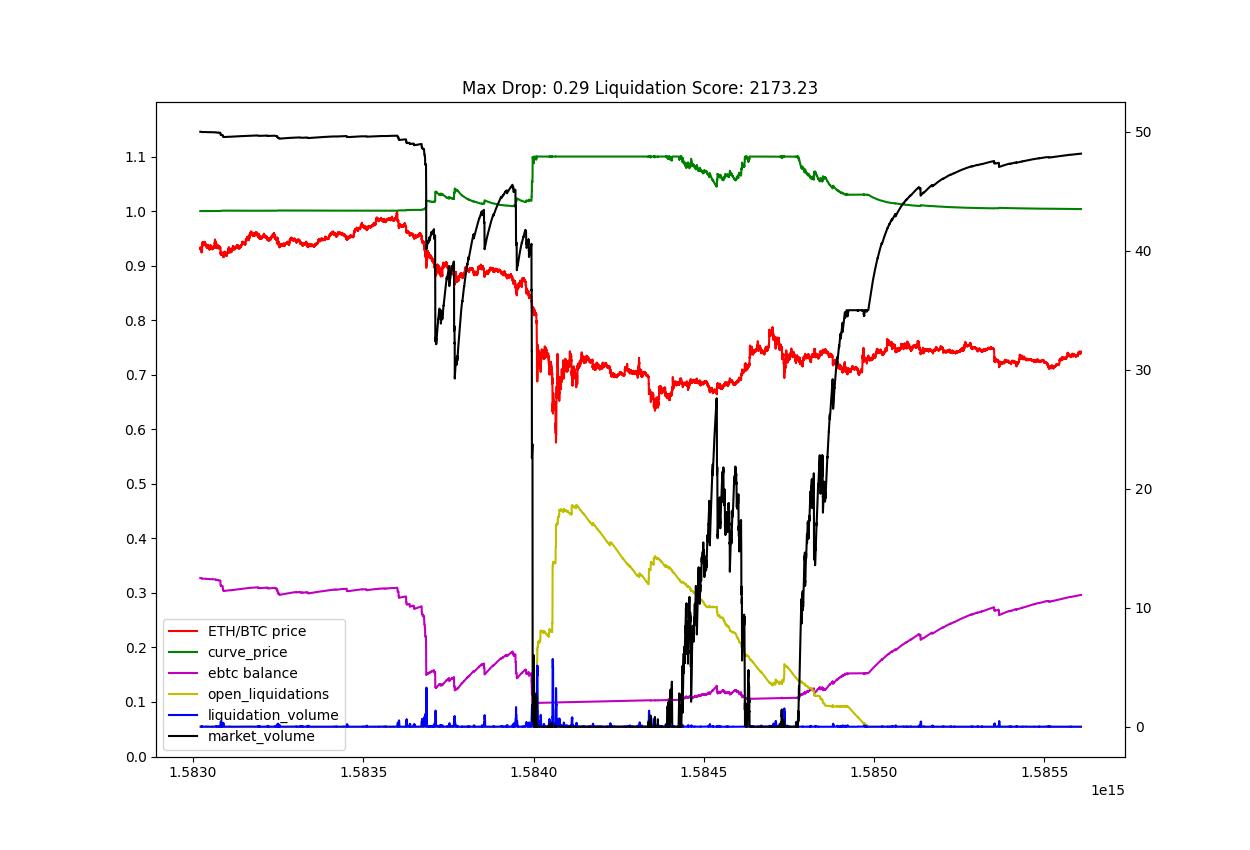 Max Drop: 0.29 Liquidation Score: 2173.23
1.1
1.0
0.9
0.8
0.7
0.6
0.5
0.4
0.3
0.2
0.1
0.0
50
40
30
20
10
0
ETH/BTC price
curve_price
ebtc balance
open_liquidations
liquidation_volume
market_volume
1.5830 1.5835 1.5840 1.5845 1.5850 1.5855
1e15